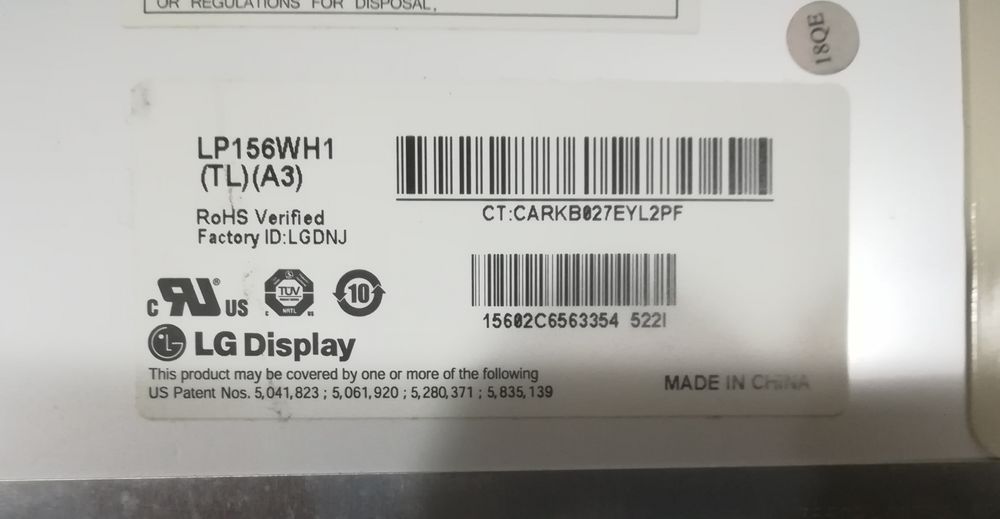 OR REGULATIONS FOR DISPOSAL.
18QE
LP156WH1
(TL)(A3)
CT:CARKB027EYL2PF
RoHS Verified
Factory ID:LGDNJ
15602C6563354 522I
C RU ® US
TÜV
NRTL
10
LG Display
This product may be covered by one or more of the following
US Patent Nos. 5,041,823 ; 5,061,920 ; 5,280,371 ; 5,835,139
MADE IN CHINA